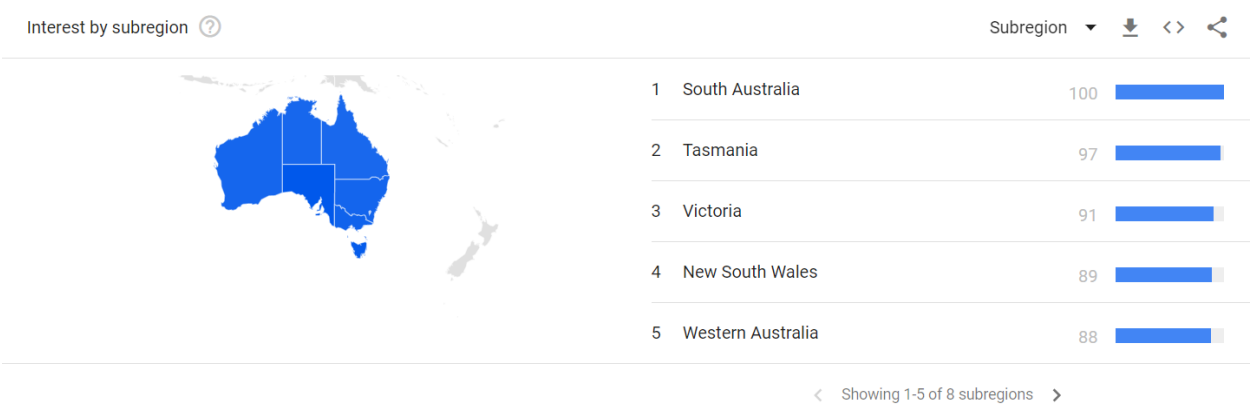 Interest by subregion ?
Subregion
1 South Australia 100
2 Tasmania 97
3 Victoria 91
4 New South Wales 89
5 Western Australia 88
Showing 1-5 of 8 subregions